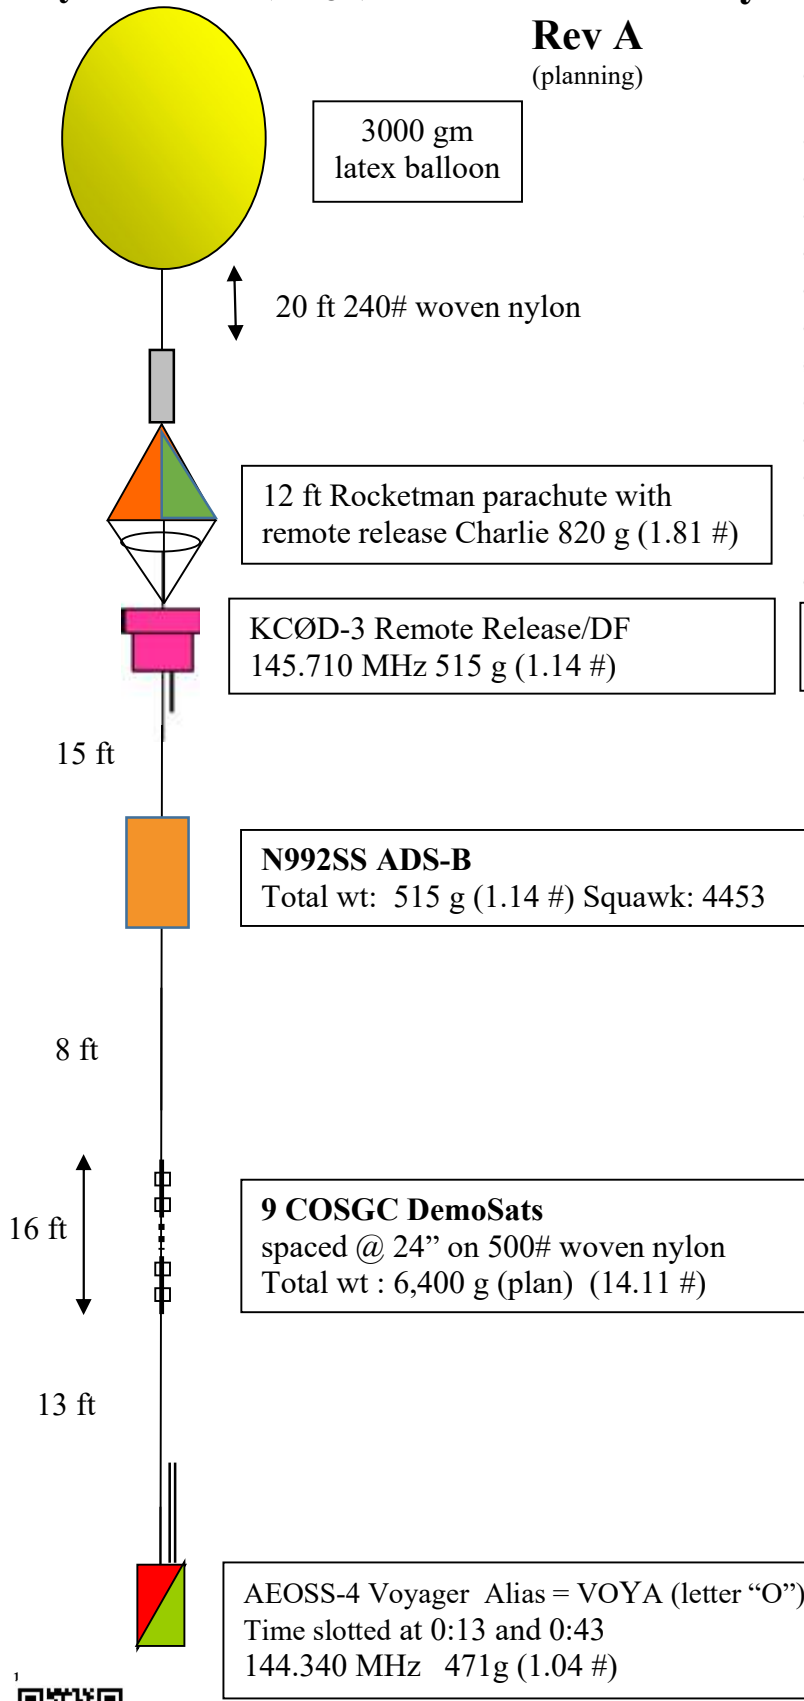 Rev A
(planning)
3000 gm
latex balloon
20 ft 240# woven nylon
12 ft Rocketman parachute with
remote release Charlie 820 g (1.81 #)
KCØD-3 Remote Release/DF
145.710 MHz 515 g (1.14 #)
15 ft
N992SS ADS-B
Total wt:  515 g (1.14 #) Squawk: 4453
8 ft
16 ft
9 COSGC DemoSats
spaced @ 24” on 500# woven nylon
Total wt : 6,400 g (plan)  (14.11 #)
13 ft
AEOSS-4 Voyager  Alias = VOYA (letter “O”)
Time slotted at 0:13 and 0:43
144.340 MHz   471g (1.04 #)
1